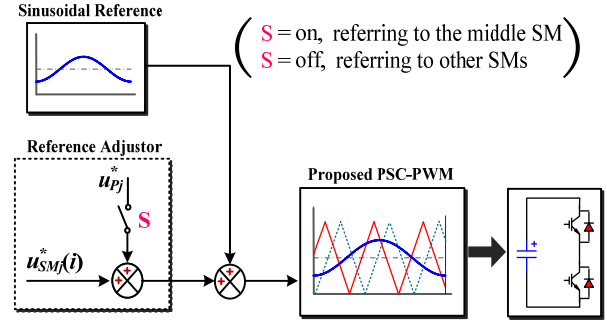 Sinusoidal Reference
S = on, referring to the middle SM
S = off, referring to other SMs
Reference Adjustor
u*Pj
S
u*SMj(i)
+
+
+
+
Proposed PSC-PWM
+